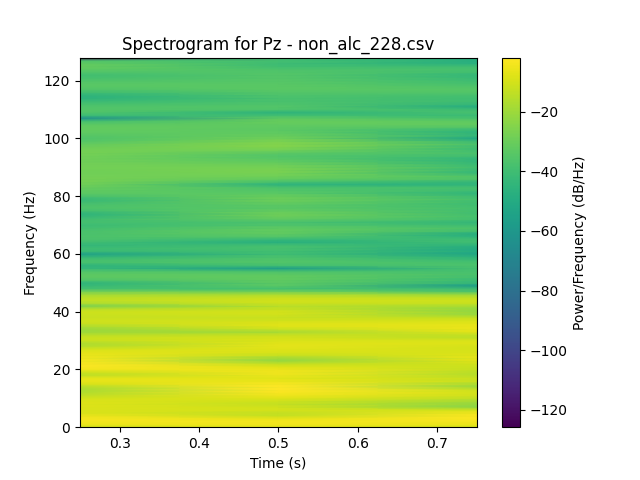 Spectrogram for Pz - non_alc_228.csv
120
100
80
60
40
20
0
Frequency (Hz)
0.3 0.4 0.5 0.6 0.7
Time (s)
−20
−40
−60
−80
−100
−120
Power/Frequency (dB/Hz)